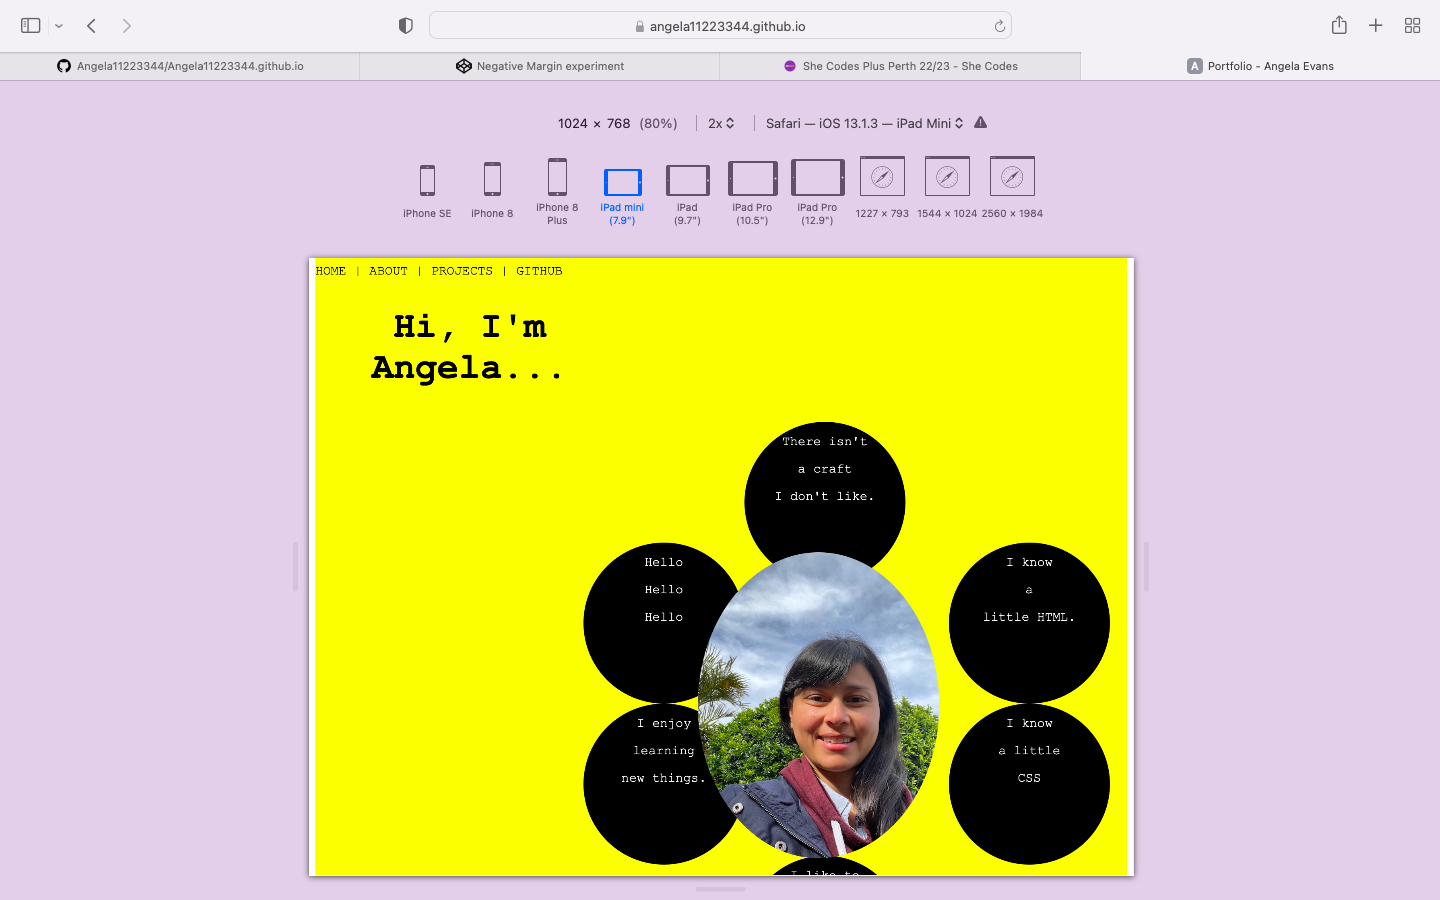 angela11223344.github.io
Angela11223344/Angela11223344.github.io
Negative Margin experiment
She Codes Plus Perth 22/23 - She Codes
A Portfolio - Angela Evans
1024 × 768 (80%) 2x Safari — iOS 13.1.3 — iPad Mini
iPhone SE
iPhone 8
iPhone 8
Plus
iPad mini
(7.9")
iPad
(9.7")
iPad Pro
(10.5")
iPad Pro
(12.9")
1227 × 793
1544 × 1024
2560 × 1984
HOME | ABOUT | PROJECTS | GITHUB
Hi, I'm
Angela...
There isn't
a craft
I don't like.
Hello
Hello
Hello
I know
a
little HTML.
I enjoy
learning
new things.
I know
a little
CSS
I like to